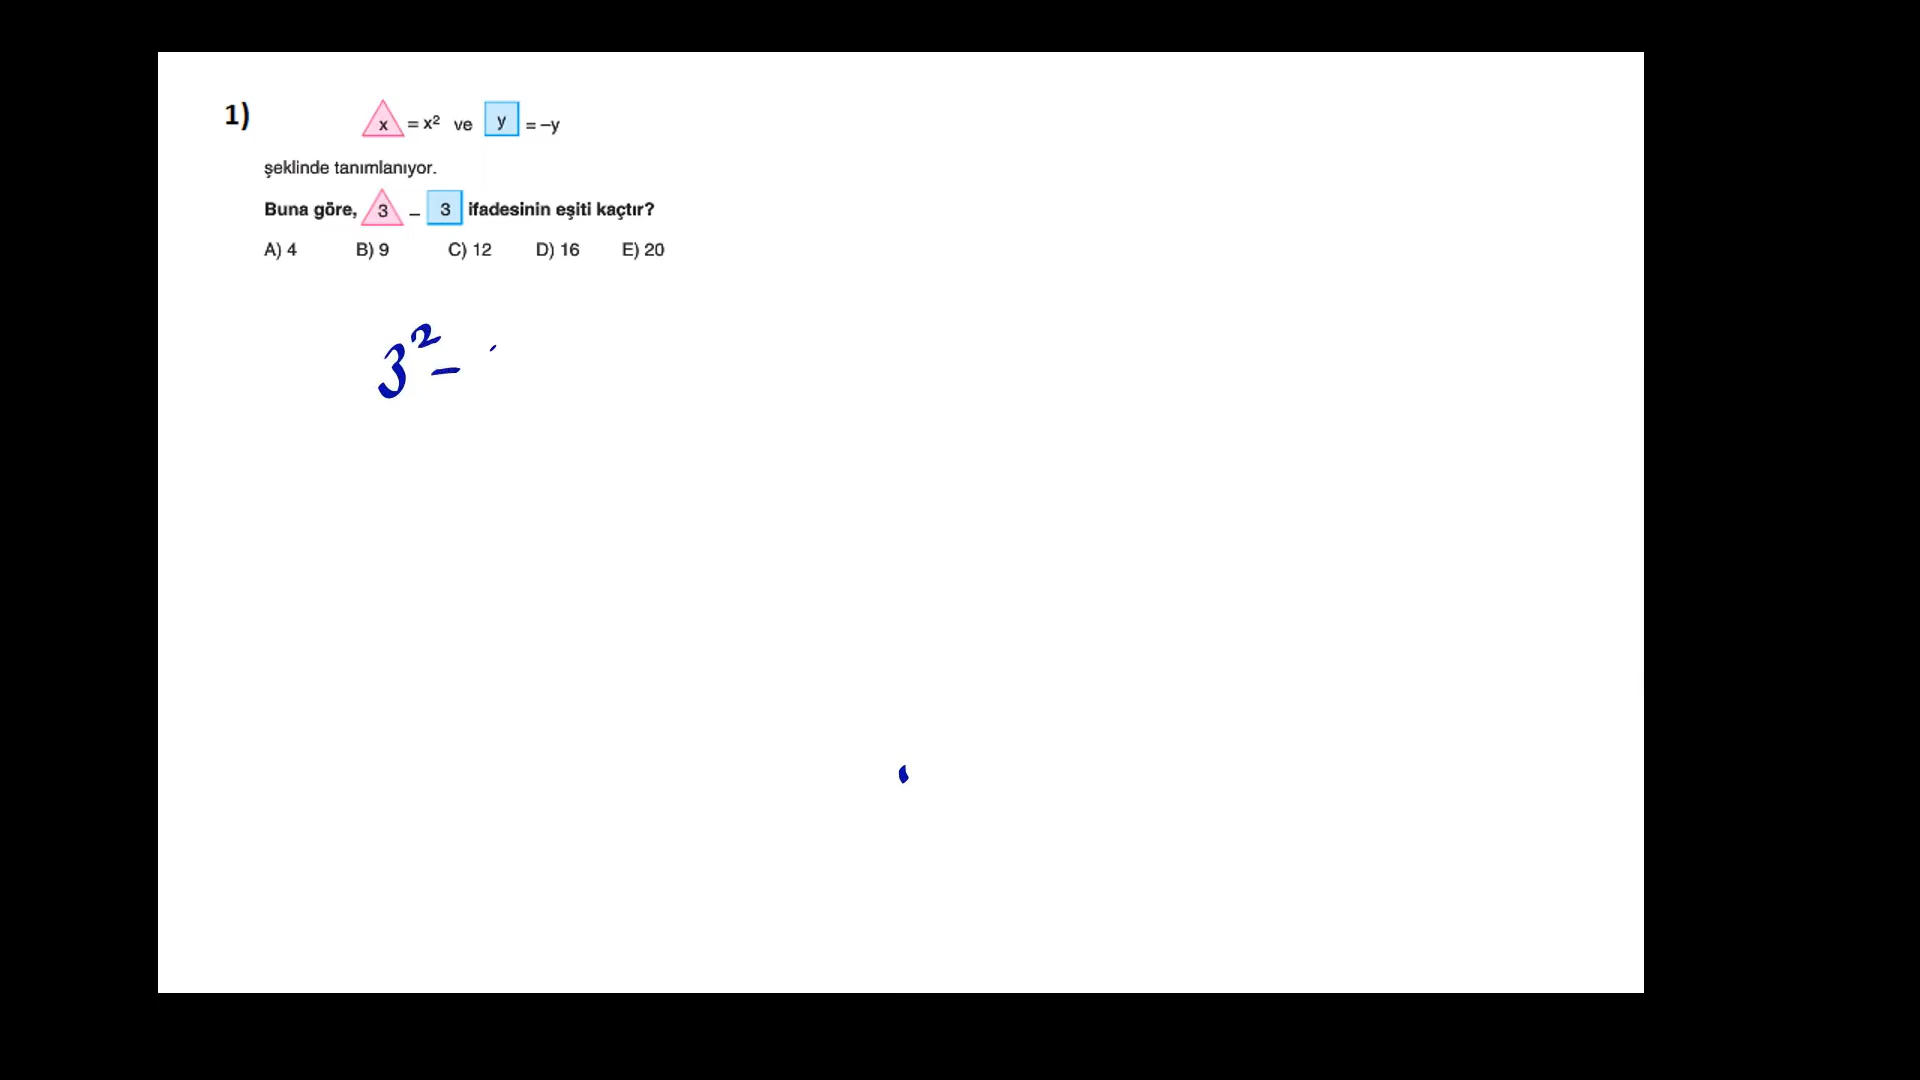 1) x = x² ve y = –y
şeklinde tanımlanıyor.
Buna göre, 3 – 3 ifadesinin eşiti kaçtır?
A) 4 B) 9 C) 12 D) 16 E) 20
3² –